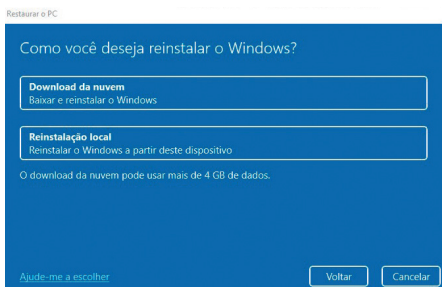 Restaurar o PC
Como você deseja reinstalar o Windows?
Download da nuvem
Baixar e reinstalar o Windows
Reinstalação local
Reinstalar o Windows a partir deste dispositivo
O download da nuvem pode usar mais de 4 GB de dados.
Ajude-me a escolher
Voltar
Cancelar